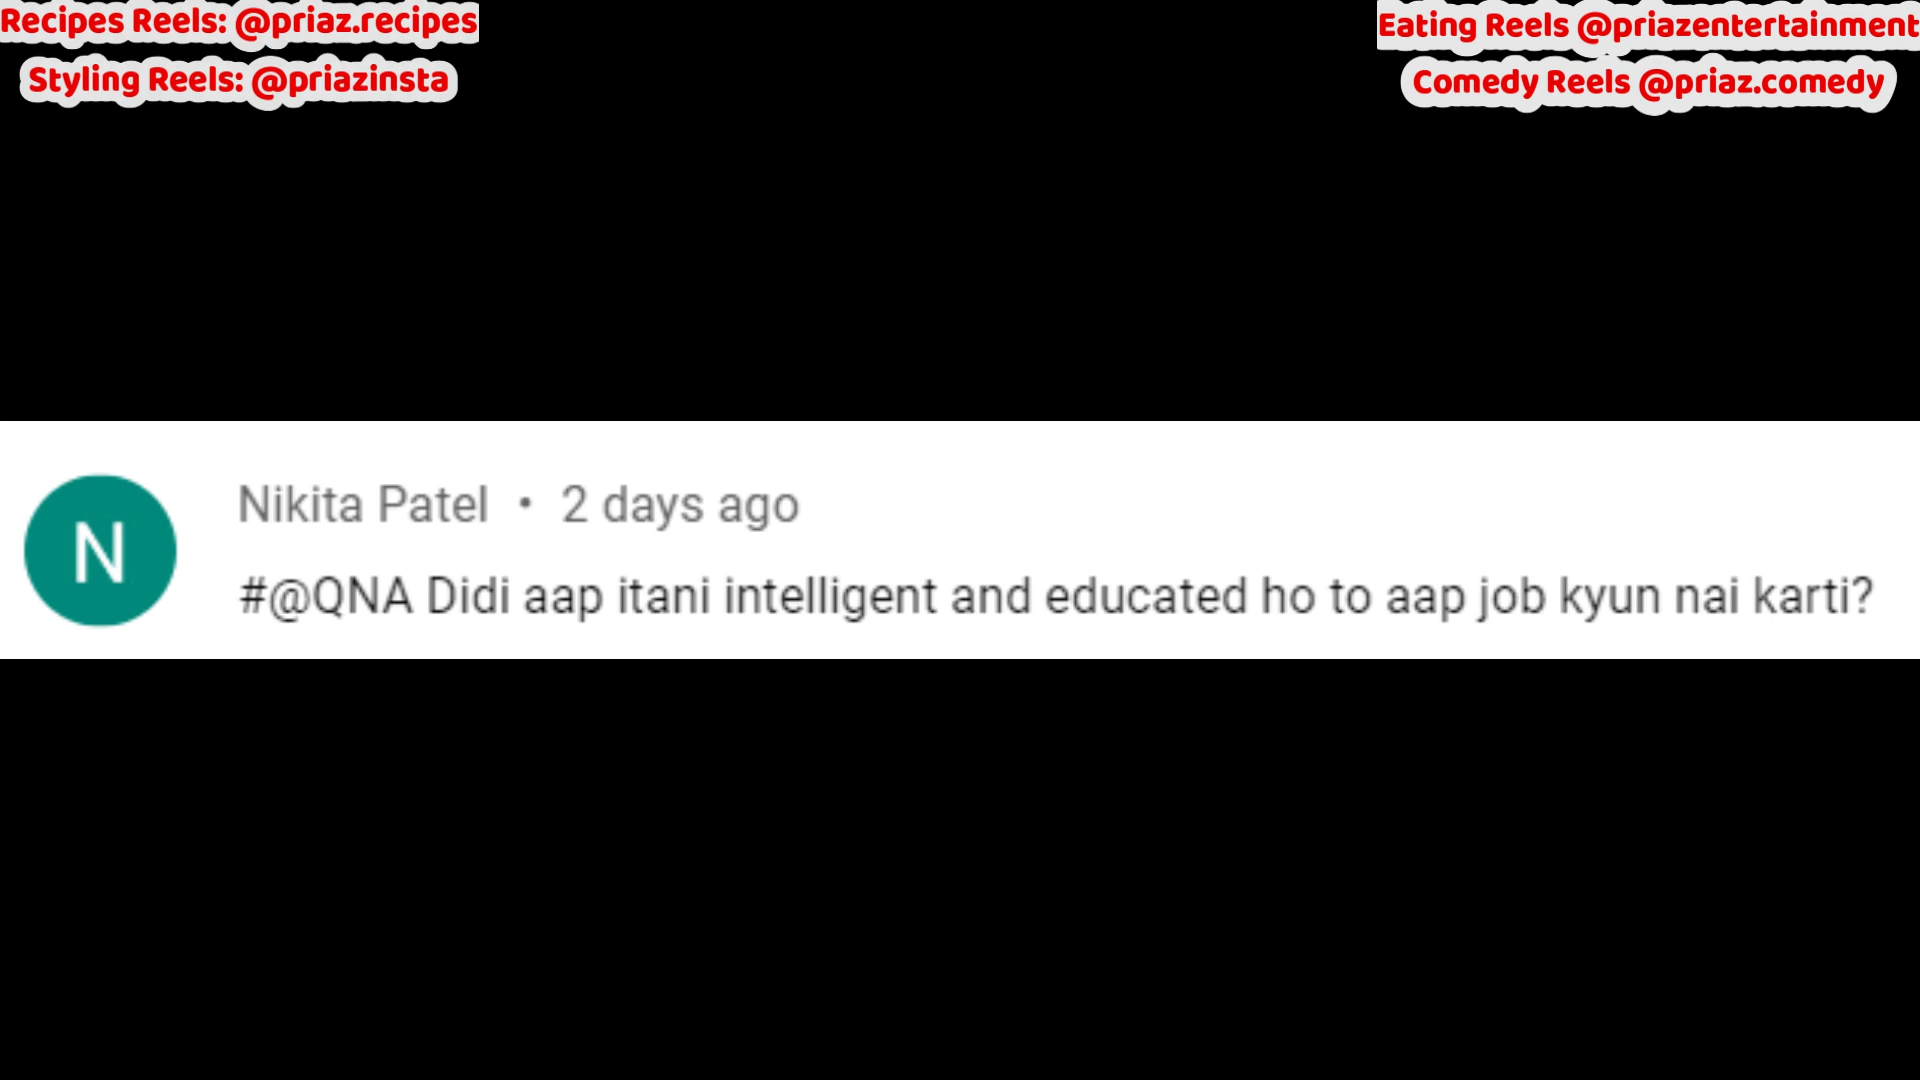 Recipes Reels: @priaz.recipes
Styling Reels: @priazinsta
Eating Reels @priazentertainment
Comedy Reels @priaz.comedy
N
Nikita Patel • 2 days ago
#@QNA Didi aap itani intelligent and educated ho to aap job kyun nai karti?